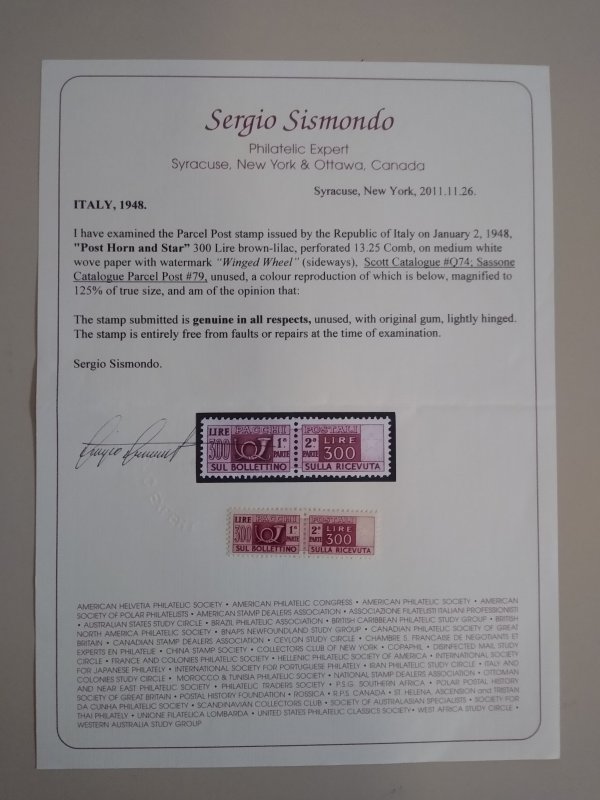 Sergio Sismondo
Philatelic Expert
Syracuse, New York & Ottawa, Canada
Syracuse, New York, 2011.11.26.
ITALY, 1948.
I have examined the Parcel Post stamp issued by the Republic of Italy on January 2, 1948,
"Post Horn and Star" 300 Lire brown-lilac, perforated 13.25 Comb, on medium white
wove paper with watermark "Winged Wheel" (sideways), Scott Catalogue #Q74; Sassone
Catalogue Parcel Post #79, unused, a colour reproduction of which is below, magnified to
125% of true size, and am of the opinion that:
The stamp submitted is genuine in all respects, unused, with original gum, lightly hinged.
The stamp is entirely free from faults or repairs at the time of examination.
Sergio Sismondo.
LIRE PACCHI POSTALI LIRE
300 1ª PARTE 2ª PARTE 300
SUL BOLLETTINO SULLA RICEVUTA
LIRE PACCHI POSTALI LIRE
300 1ª PARTE 2ª PARTE 300
SUL BOLLETTINO SULLA RICEVUTA
AMERICAN HELVETIA PHILATELIC SOCIETY • AMERICAN PHILATELIC CONGRESS • AMERICAN PHILATELIC SOCIETY • AMERICAN
SOCIETY OF POLAR PHILATELISTS • AMERICAN STAMP DEALERS ASSOCIATION • ASSOCIAZIONE FILATELISTI ITALIANI PROFESSIONISTI
• AUSTRALIAN STATES STUDY CIRCLE • BRAZIL PHILATELIC ASSOCIATION • BRITISH CARIBBEAN PHILATELIC STUDY GROUP • BRITISH
NORTH AMERICA PHILATELIC SOCIETY • BNAPS NEWFOUNDLAND STUDY GROUP • CANADIAN PHILATELIC SOCIETY OF GREAT
BRITAIN • CANADIAN STAMP DEALERS ASSOCIATION • CEYLON STUDY CIRCLE • CHAMBRE S. FRANCAISE DE NEGOTIANTS ET
EXPERTS EN PHILATELIE • CHINA STAMP SOCIETY • COLLECTORS CLUB OF NEW YORK • COPAPHIL • DISINFECTED MAIL STUDY
CIRCLE • FRANCE AND COLONIES PHILATELIC SOCIETY • HELLENIC PHILATELIC SOCIETY OF AMERICA • INTERNATIONAL SOCIETY
FOR JAPANESE PHILATELY • INTERNATIONAL SOCIETY FOR PORTUGUESE PHILATELY • IRAN PHILATELIC STUDY CIRCLE • ITALY AND
COLONIES STUDY CIRCLE • MOROCCO & TUNISIA PHILATELIC SOCIETY • NATIONAL STAMP DEALERS ASSOCIATION • OTTOMAN
AND NEAR EAST PHILATELIC SOCIETY • PHILATELIC TRADERS SOCIETY • P.S.G. SOUTHERN AFRICA • POLAR POSTAL HISTORY
SOCIETY OF GREAT BRITAIN • POSTAL HISTORY FOUNDATION • ROSSICA • R.P.S. CANADA • ST. HELENA, ASCENSION and TRISTAN
DA CUNHA PHILATELIC SOCIETY • SCANDINAVIAN COLLECTORS CLUB • SOCIETY OF AUSTRALASIAN SPECIALISTS • SOCIETY FOR
THAI PHILATELY • UNIONE FILATELICA LOMBARDA • UNITED STATES PHILATELIC CLASSICS SOCIETY• WEST AFRICA STUDY CIRCLE •
WESTERN AUSTRALIA STUDY GROUP